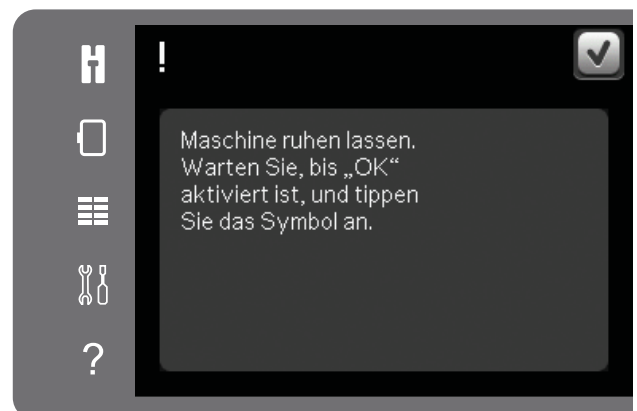 !
Maschine ruhen lassen.
Warten Sie, bis „OK“
aktiviert ist, und tippen
Sie das Symbol an.
?